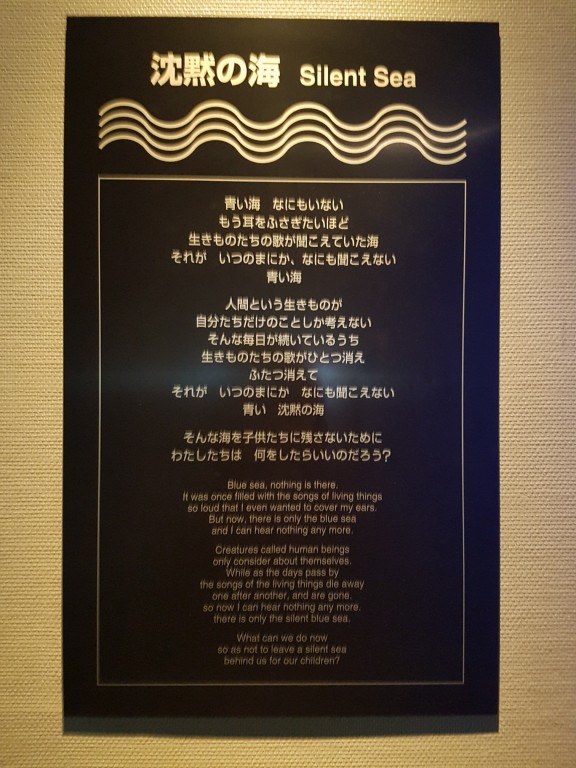 沈黙の海 Silent Sea
青い海 なにもいない
もう耳をふさぎたいほど
生きものたちの歌が聞こえていた海
それが いつのまにか、なにも聞こえない
青い海
人間という生きものが
自分たちだけのことしか考えない
そんな毎日が続いているうち
生きものたちの歌がひとつ消え
ふたつ消えて
それが いつのまにか なにも聞こえない
青い 沈黙の海
そんな海を子供たちに残さないために
わたしたちは 何をしたらいいのだろう?
Blue sea, nothing is there.
It was once filled with the songs of living things
so loud that I even wanted to cover my ears.
But now, there is only the blue sea
and I can hear nothing any more.
Creatures called human beings
only consider about themselves.
While as the days pass by
the songs of the living things die away
one after another, and are gone.
so now I can hear nothing any more.
there is only the silent blue sea.
What can we do now
so as not to leave a silent sea
behind us for our children?